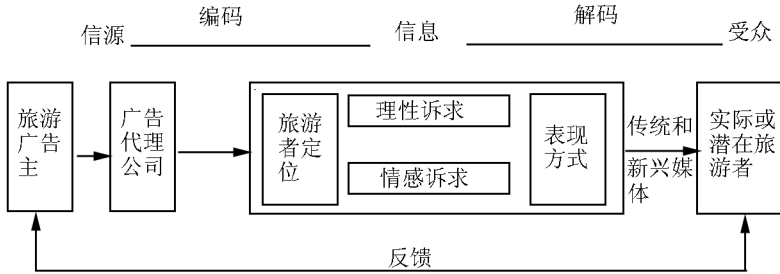 信源
编码
信息
解码
受众
旅游
广告
主
广告
代理
公司
旅游
者定
位
理性诉求
情感诉求
表现
方式
传统和
新兴媒
体
实际或
潜在旅
游者
反馈